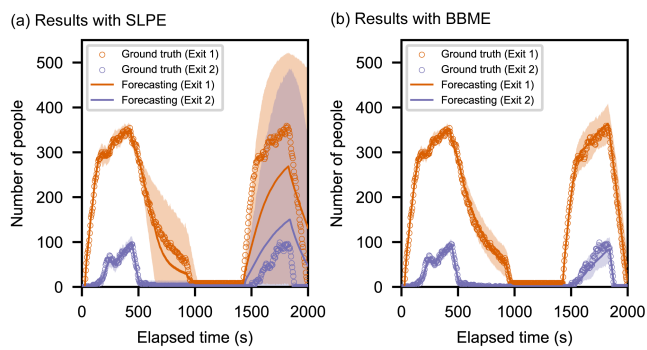 (a) Results with SLPE
Ground truth (Exit 1)
Ground truth (Exit 2)
Forecasting (Exit 1)
Forecasting (Exit 2)
500
400
300
200
100
0
Number of people
0 500 1000 1500 2000
Elapsed time (s)
(b) Results with BBME
Ground truth (Exit 1)
Ground truth (Exit 2)
Forecasting (Exit 1)
Forecasting (Exit 2)
500
400
300
200
100
0
Number of people
0 500 1000 1500 2000
Elapsed time (s)